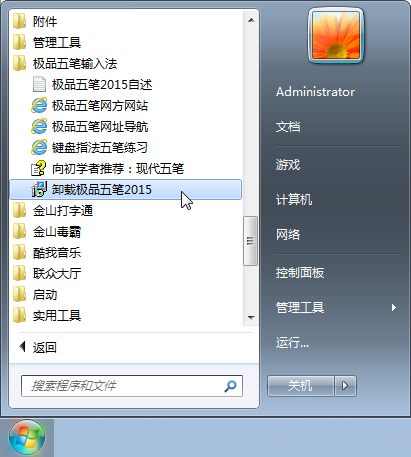 附件
管理工具
极品五笔输入法
极品五笔2015自述
极品五笔网方网站
极品五笔网址导航
键盘指法五笔练习
向初学者推荐：现代五笔
卸载极品五笔2015
金山打字通
金山毒霸
酷我音乐
联众大厅
启动
实用工具
返回
搜索程序和文件
Administrator
文档
游戏
计算机
网络
控制面板
管理工具
运行...
关机